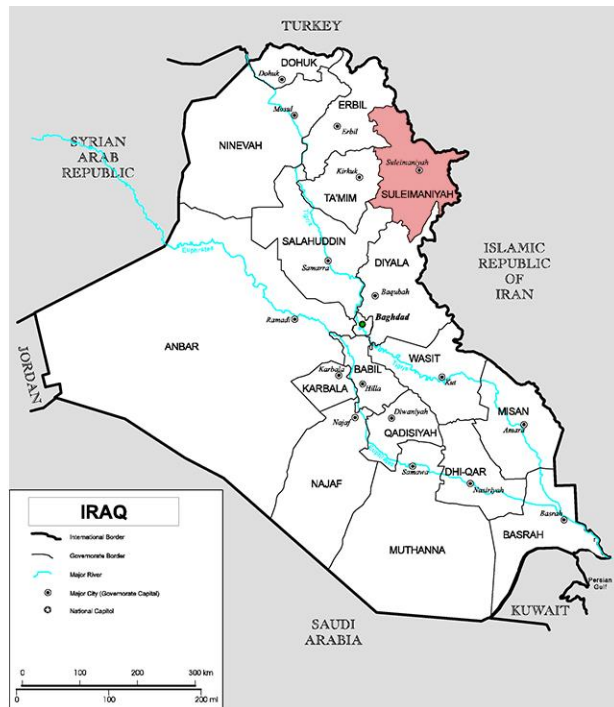 TURKEY
DOHUK
Dohuk
Mosul
ERBIL
Erbil
NINEVAH
SYRIAN
ARAB
REPUBLIC
Suleimaniyah
Kirkuk
TA'MIM
SULEIMANIYAH
Tigris
SALAHUDDIN
DIYALA
ISLAMIC
REPUBLIC
OF
IRAN
Euphrates
Samarra
Baqubah
Ramadi
Baghdad
ANBAR
WASIT
JORDAN
BABIL
Karbala
Kut
KARBALA
Hilla
MISAN
Najaf
Diwaniyah
Amara
QADISIYAH
Samawa
DHI-QAR
NAJAF
Nasiriyah
Basrah
BASRAH
MUTHANNA
Persian
Gulf
KUWAIT
SAUDI
ARABIA
IRAQ
International Border
Governorate Border
Major River
Major City (Governorate Capital)
National Capitol
0 100 200 300 km
0 100 200 mi